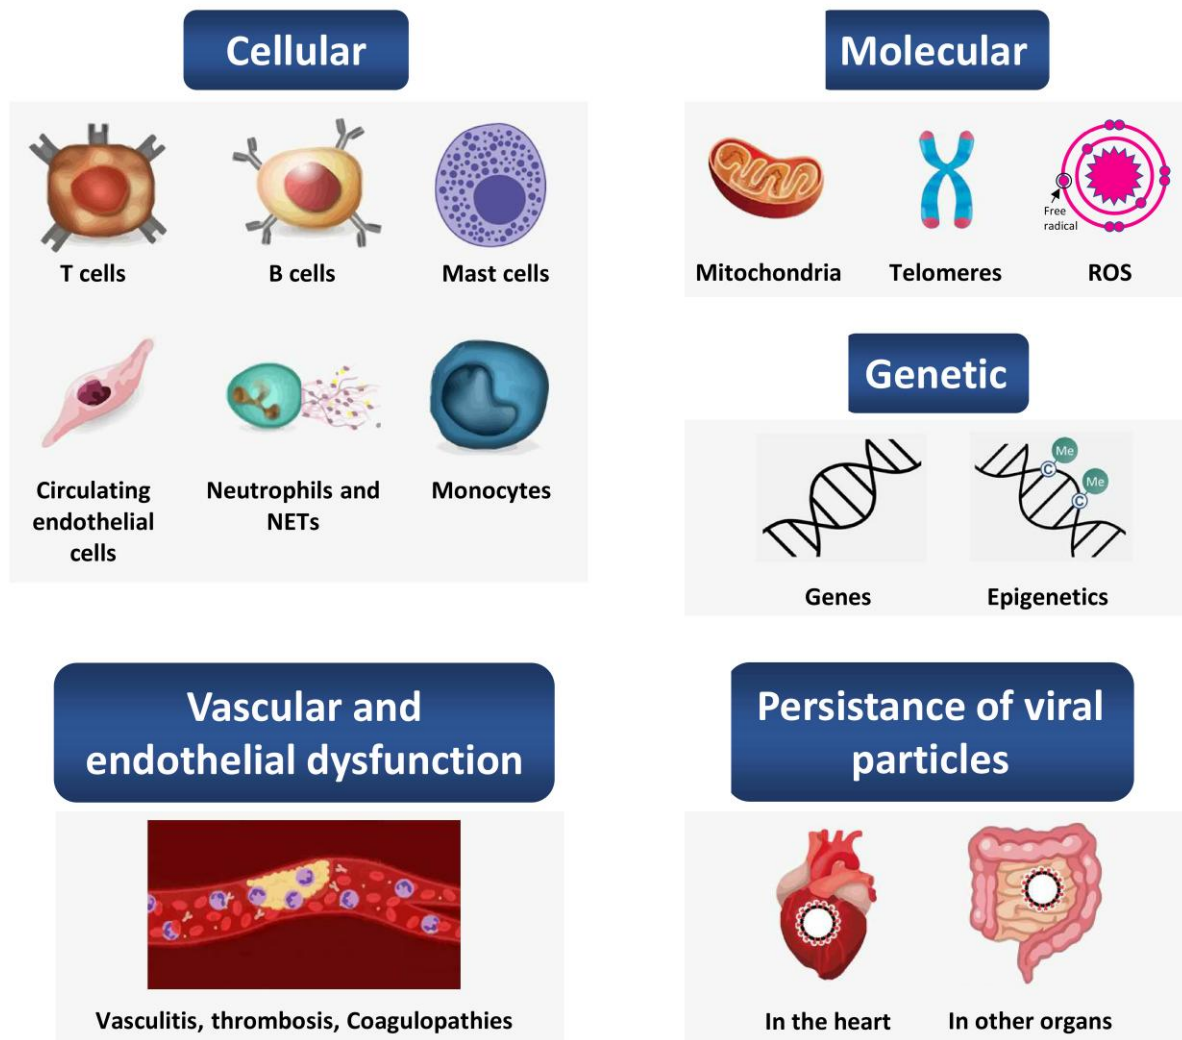 Cellular
T cells
B cells
Mast cells
Circulating
endothelial
cells
Neutrophils and
NETs
Monocytes
Molecular
Free
radical
Mitochondria
Telomeres
ROS
Genetic
C
Me
C
Me
Genes
Epigenetics
Vascular and
endothelial dysfunction
Vasculitis, thrombosis, Coagulopathies
Persistance of viral
particles
In the heart
In other organs